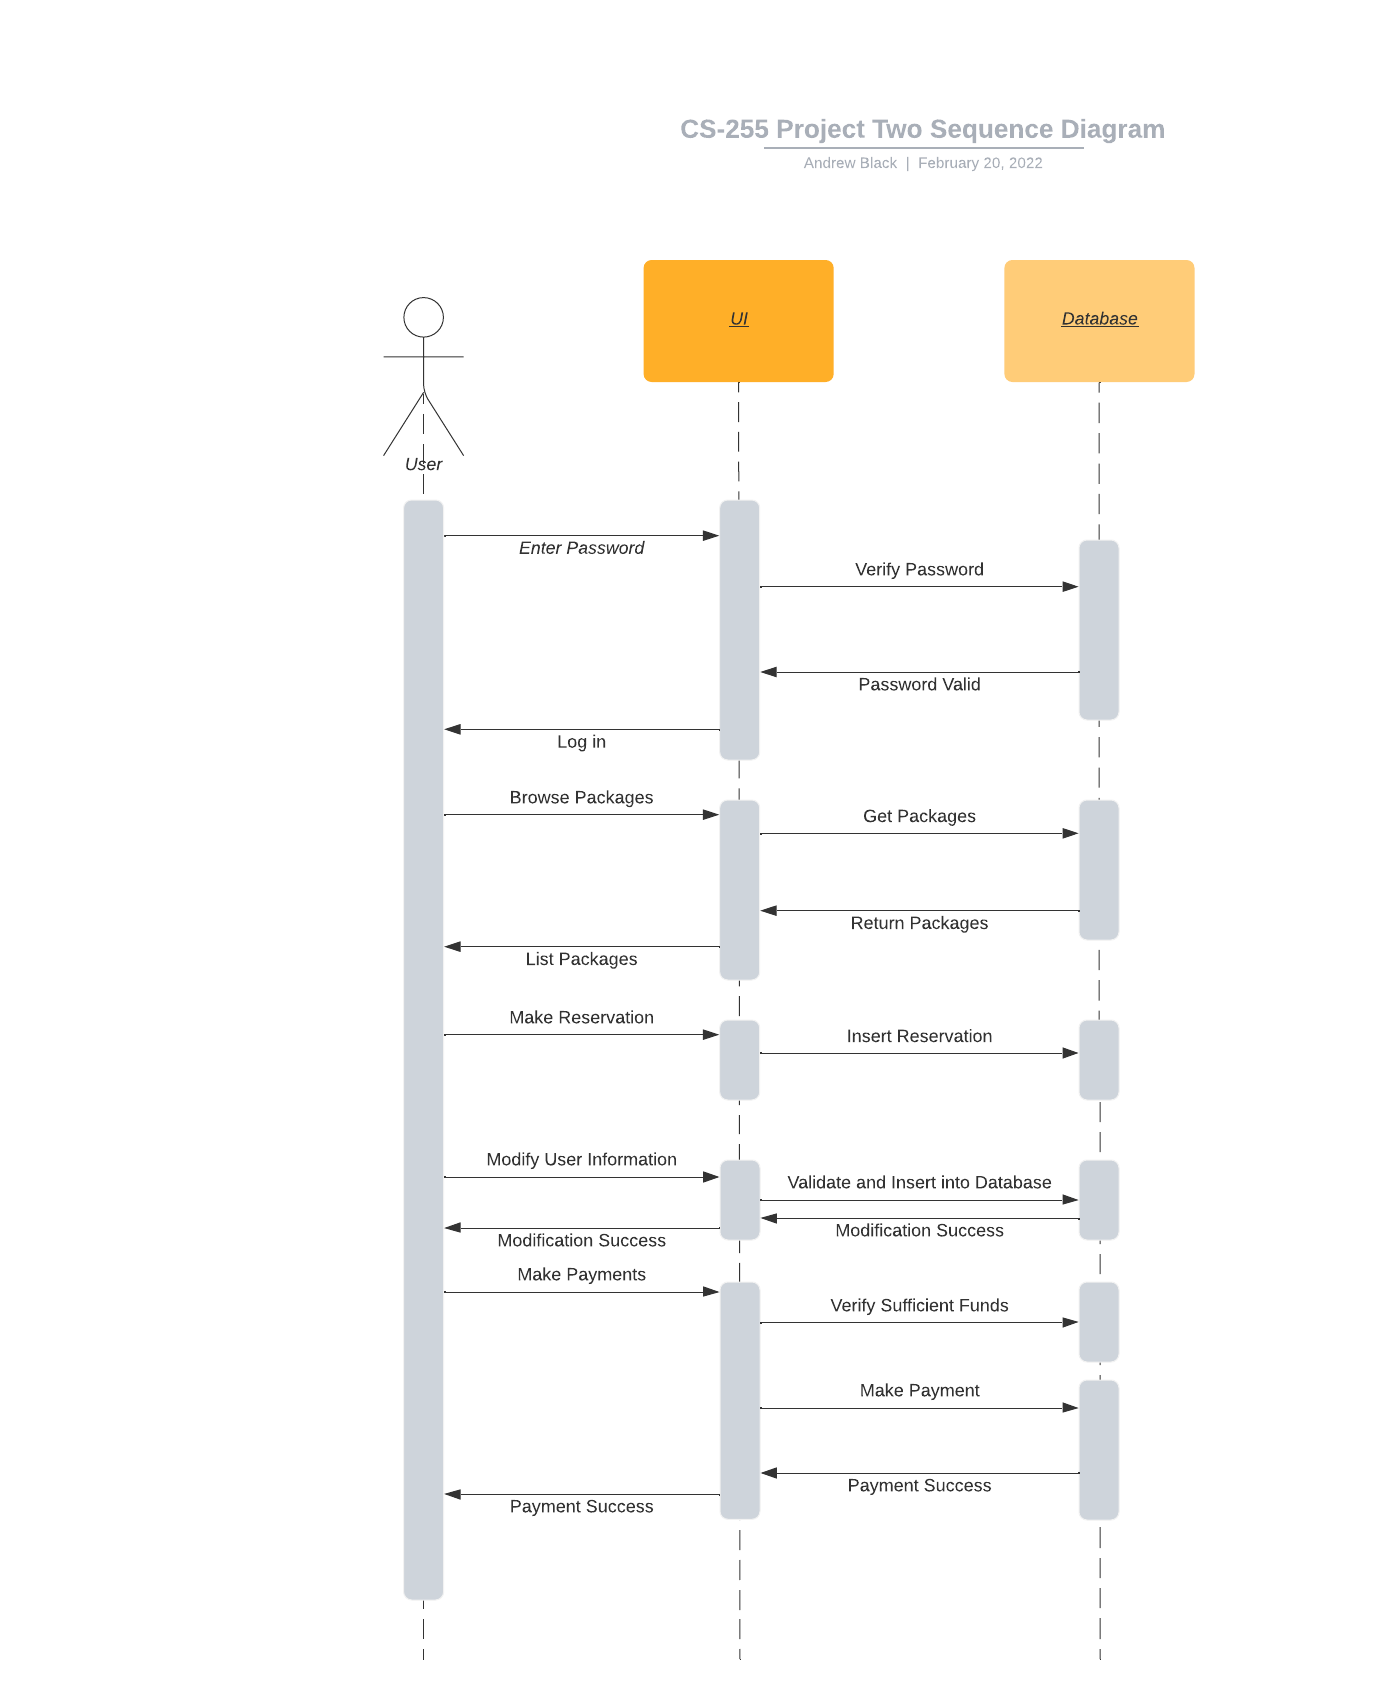 CS-255 Project Two Sequence Diagram
Andrew Black | February 20, 2022
UI
Database
User
Enter Password
Verify Password
Password Valid
Log in
Browse Packages
Get Packages
Return Packages
List Packages
Make Reservation
Insert Reservation
Modify User Information
Validate and Insert into Database
Modification Success
Modification Success
Make Payments
Verify Sufficient Funds
Make Payment
Payment Success
Payment Success